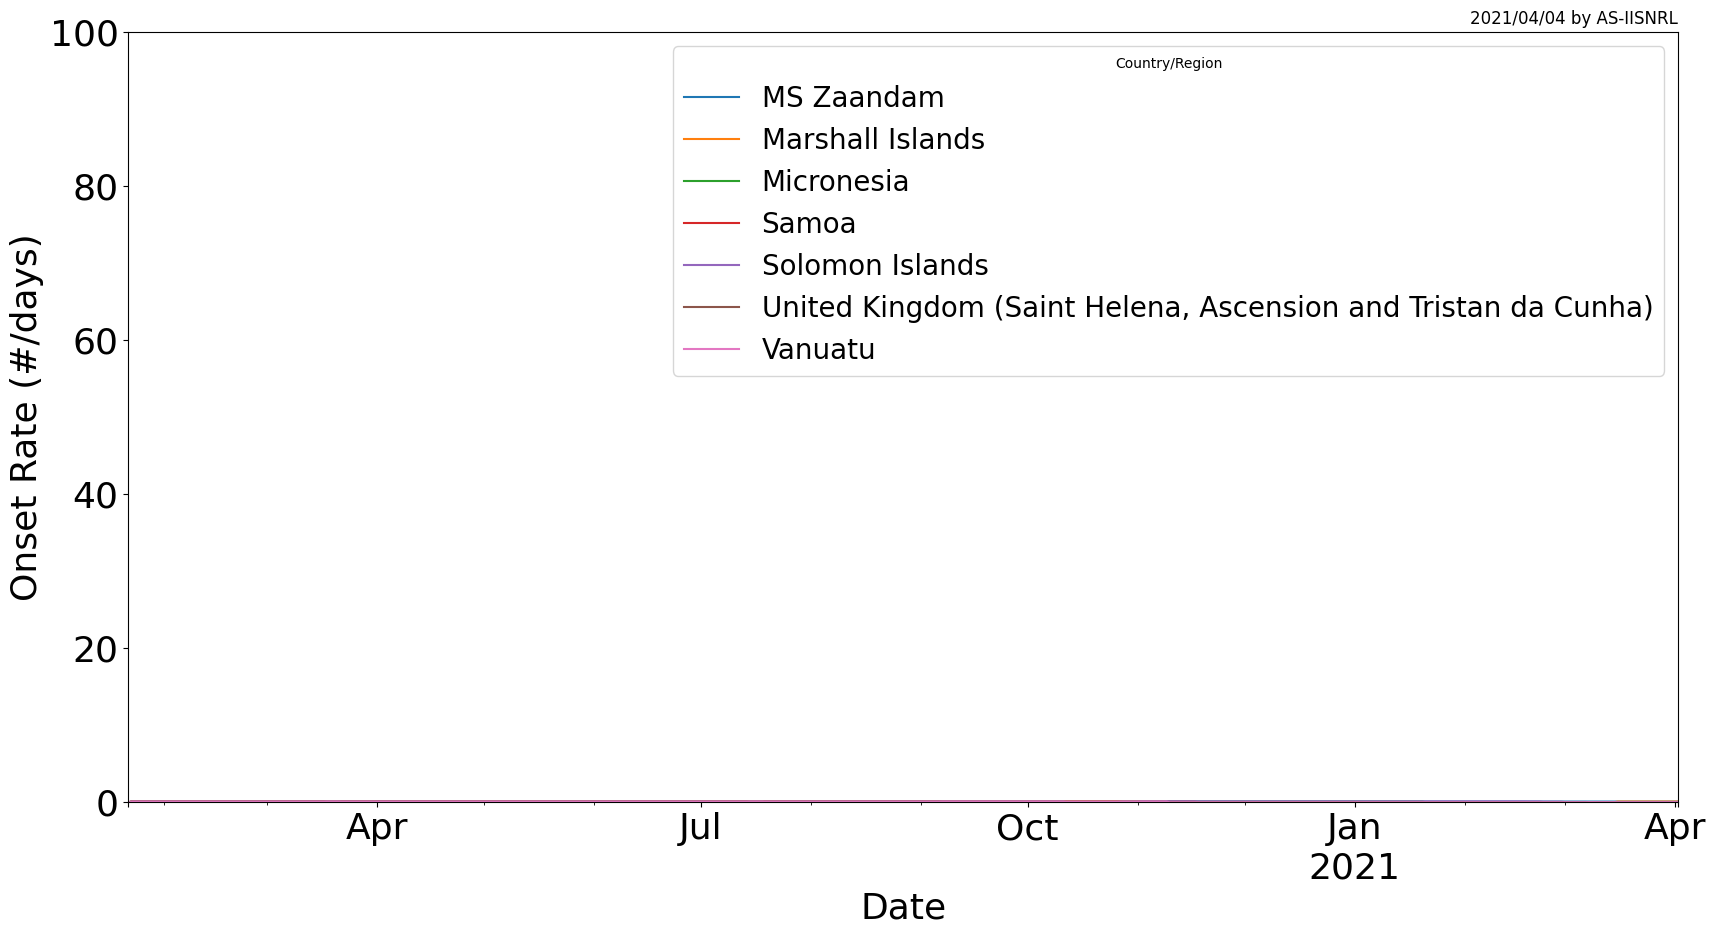 2021/04/04 by AS-IISNRL
100
80
60
40
20
0
Onset Rate (#/days)
Country/Region
MS Zaandam
Marshall Islands
Micronesia
Samoa
Solomon Islands
United Kingdom (Saint Helena, Ascension and Tristan da Cunha)
Vanuatu
Apr
Jul
Oct
Jan
2021
Apr
Date